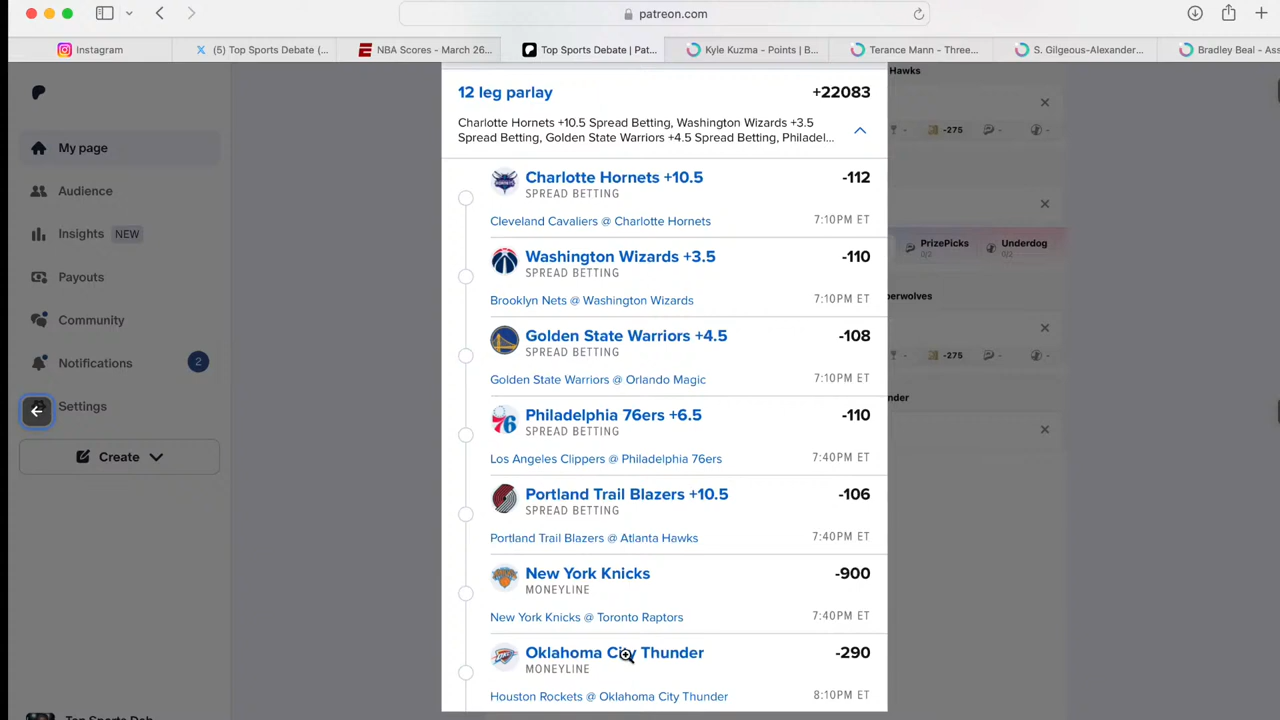 patreon.com
Instagram
(5) Top Sports Debate (...
NBA Scores - March 26...
Top Sports Debate | Pat...
Kyle Kuzma - Points | B...
Terance Mann - Three...
S. Gilgeous-Alexander...
Bradley Beal - As
My page
Audience
Insights NEW
Payouts
Community
Notifications 2
Settings
Create
12 leg parlay +22083
Charlotte Hornets +10.5 Spread Betting, Washington Wizards +3.5
Spread Betting, Golden State Warriors +4.5 Spread Betting, Philadel...
Charlotte Hornets +10.5 -112
SPREAD BETTING
Cleveland Cavaliers @ Charlotte Hornets 7:10PM ET
Washington Wizards +3.5 -110
SPREAD BETTING
Brooklyn Nets @ Washington Wizards 7:10PM ET
Golden State Warriors +4.5 -108
SPREAD BETTING
Golden State Warriors @ Orlando Magic 7:10PM ET
Philadelphia 76ers +6.5 -110
SPREAD BETTING
Los Angeles Clippers @ Philadelphia 76ers 7:40PM ET
Portland Trail Blazers +10.5 -106
SPREAD BETTING
Portland Trail Blazers @ Atlanta Hawks 7:40PM ET
New York Knicks -900
MONEYLINE
New York Knicks @ Toronto Raptors 7:40PM ET
Oklahoma City Thunder -290
MONEYLINE
Houston Rockets @ Oklahoma City Thunder 8:10PM ET
Hawks
-275
PrizePicks
0/2
Underdog
0/2
berwolves
-275
nder